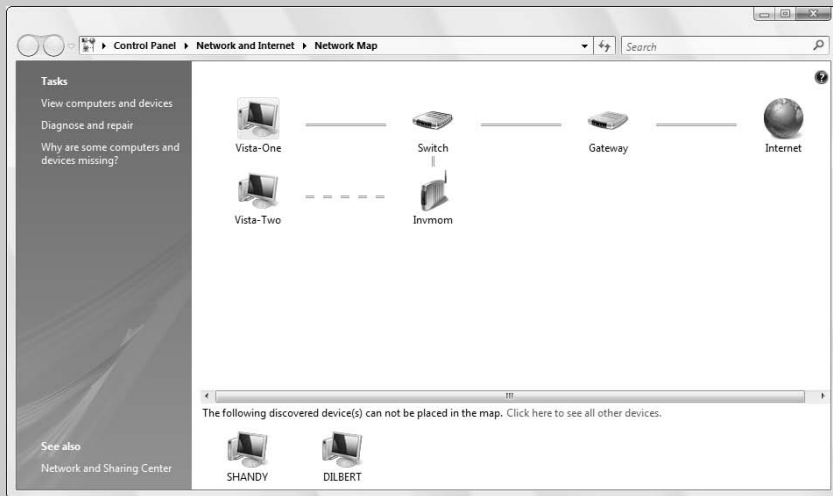 Control Panel ▸ Network and Internet ▸ Network Map
Search
Tasks
View computers and devices
Diagnose and repair
Why are some computers and
devices missing?
Vista-One
Switch
Gateway
Internet
Vista-Two
Invmom
The following discovered device(s) can not be placed in the map. Click here to see all other devices.
SHANDY
DILBERT
See also
Network and Sharing Center